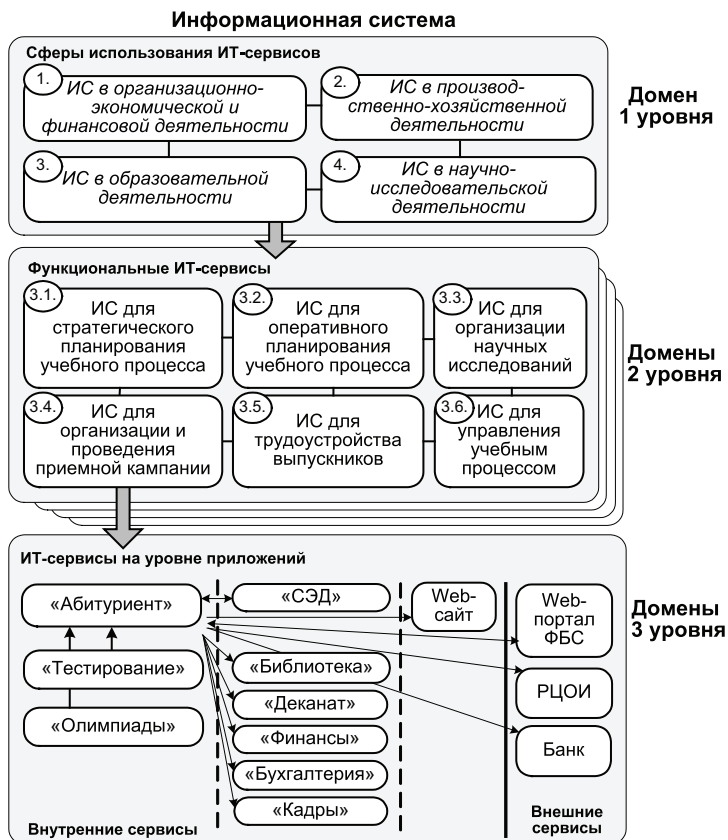 Информационная система
Сферы использования ИТ-сервисов
1.
ИС в организационно-
экономической и
финансовой деятельности
2.
ИС в производ-
ственно-хозяйственной
деятельности
3.
ИС в образовательной
деятельности
4.
ИС в научно-
исследовательской
деятельности
Домен
1 уровня
Функциональные ИТ-сервисы
3.1.
ИС для
стратегического
планирования
учебного процесса
3.2.
ИС для
оперативного
планирования
учебного процесса
3.3.
ИС для
организации
научных
исследований
3.4.
ИС для
организации и
проведения
приемной кампании
3.5.
ИС для
трудоустройства
выпускников
3.6.
ИС для
управления
учебным
процессом
Домены
2 уровня
ИТ-сервисы на уровне приложений
«Абитуриент»
«Тестирование»
«Олимпиады»
«СЭД»
«Библиотека»
«Деканат»
«Финансы»
«Бухгалтерия»
«Кадры»
Web-
сайт
Web-
портал
ФБС
РЦОИ
Банк
Домены
3 уровня
Внутренние сервисы
Внешние
сервисы